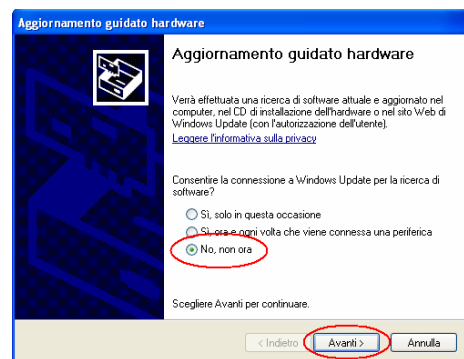 Aggiornamento guidato hardware
Aggiornamento guidato hardware
Verrà effettuata una ricerca di software attuale e aggiornato nel
computer, nel CD di installazione dell'hardware o nel sito Web di
Windows Update (con l'autorizzazione dell'utente).
Leggere l'informativa sulla privacy
Consentire la connessione a Windows Update per la ricerca di
software?
Sì, solo in questa occasione
Sì, ora e ogni volta che viene connessa una periferica
No, non ora
Scegliere Avanti per continuare.
< Indietro Avanti > Annulla